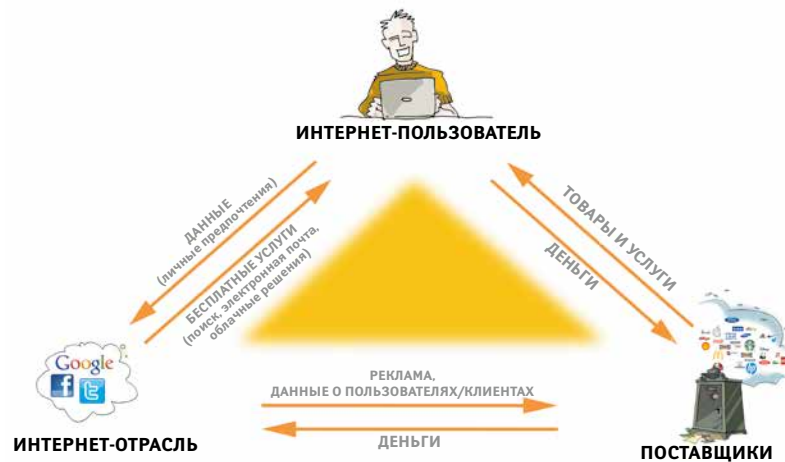 ИНТЕРНЕТ-ПОЛЬЗОВАТЕЛЬ
ДАННЫЕ
(личные предпочтения)
БЕСПЛАТНЫЕ УСЛУГИ
(поиск, электронная почта,
облачные решения)
ТОВАРЫ И УСЛУГИ
ДЕНЬГИ
Google
f
t
РЕКЛАМА,
ДАННЫЕ О ПОЛЬЗОВАТЕЛЯХ/КЛИЕНТАХ
ДЕНЬГИ
ИНТЕРНЕТ-ОТРАСЛЬ
hp
ПОСТАВЩИКИ